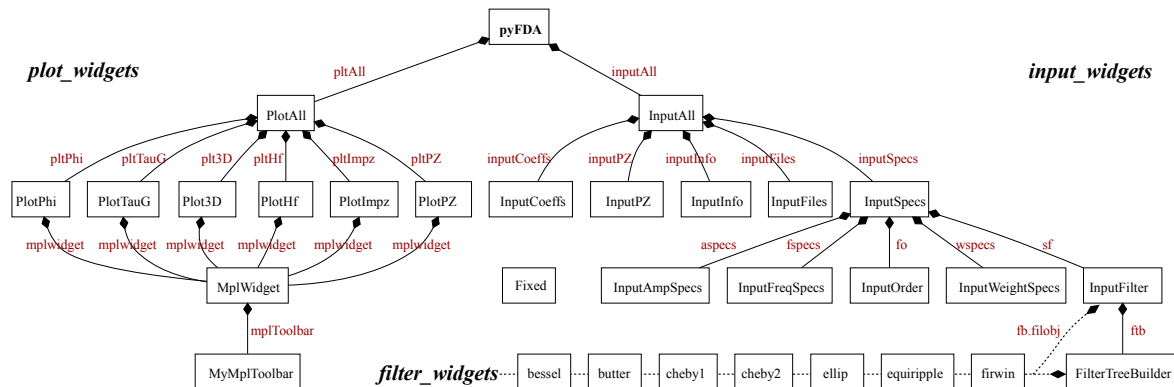 pyFDA
plot_widgets
input_widgets
pltAll
inputAll
PlotAll
InputAll
pltPhi
pltTauG
plt3D
pltHf
pltImpz
pltPZ
inputCoeffs
inputPZ
inputInfo
inputFiles
inputSpecs
PlotPhi
PlotTauG
Plot3D
PlotHf
PlotImpz
PlotPZ
InputCoeffs
InputPZ
InputInfo
InputFiles
InputSpecs
mplwidget
mplwidget
mplwidget
mplwidget
mplwidget
aspecs
fspecs
fo
wspecs
sf
MplWidget
Fixed
InputAmpSpecs
InputFreqSpecs
InputOrder
InputWeightSpecs
InputFilter
mplToolbar
fb.filobj
ftb
MyMplToolbar
filter_widgets
bessel
butter
cheby1
cheby2
ellip
equiripple
firwin
FilterTreeBuilder